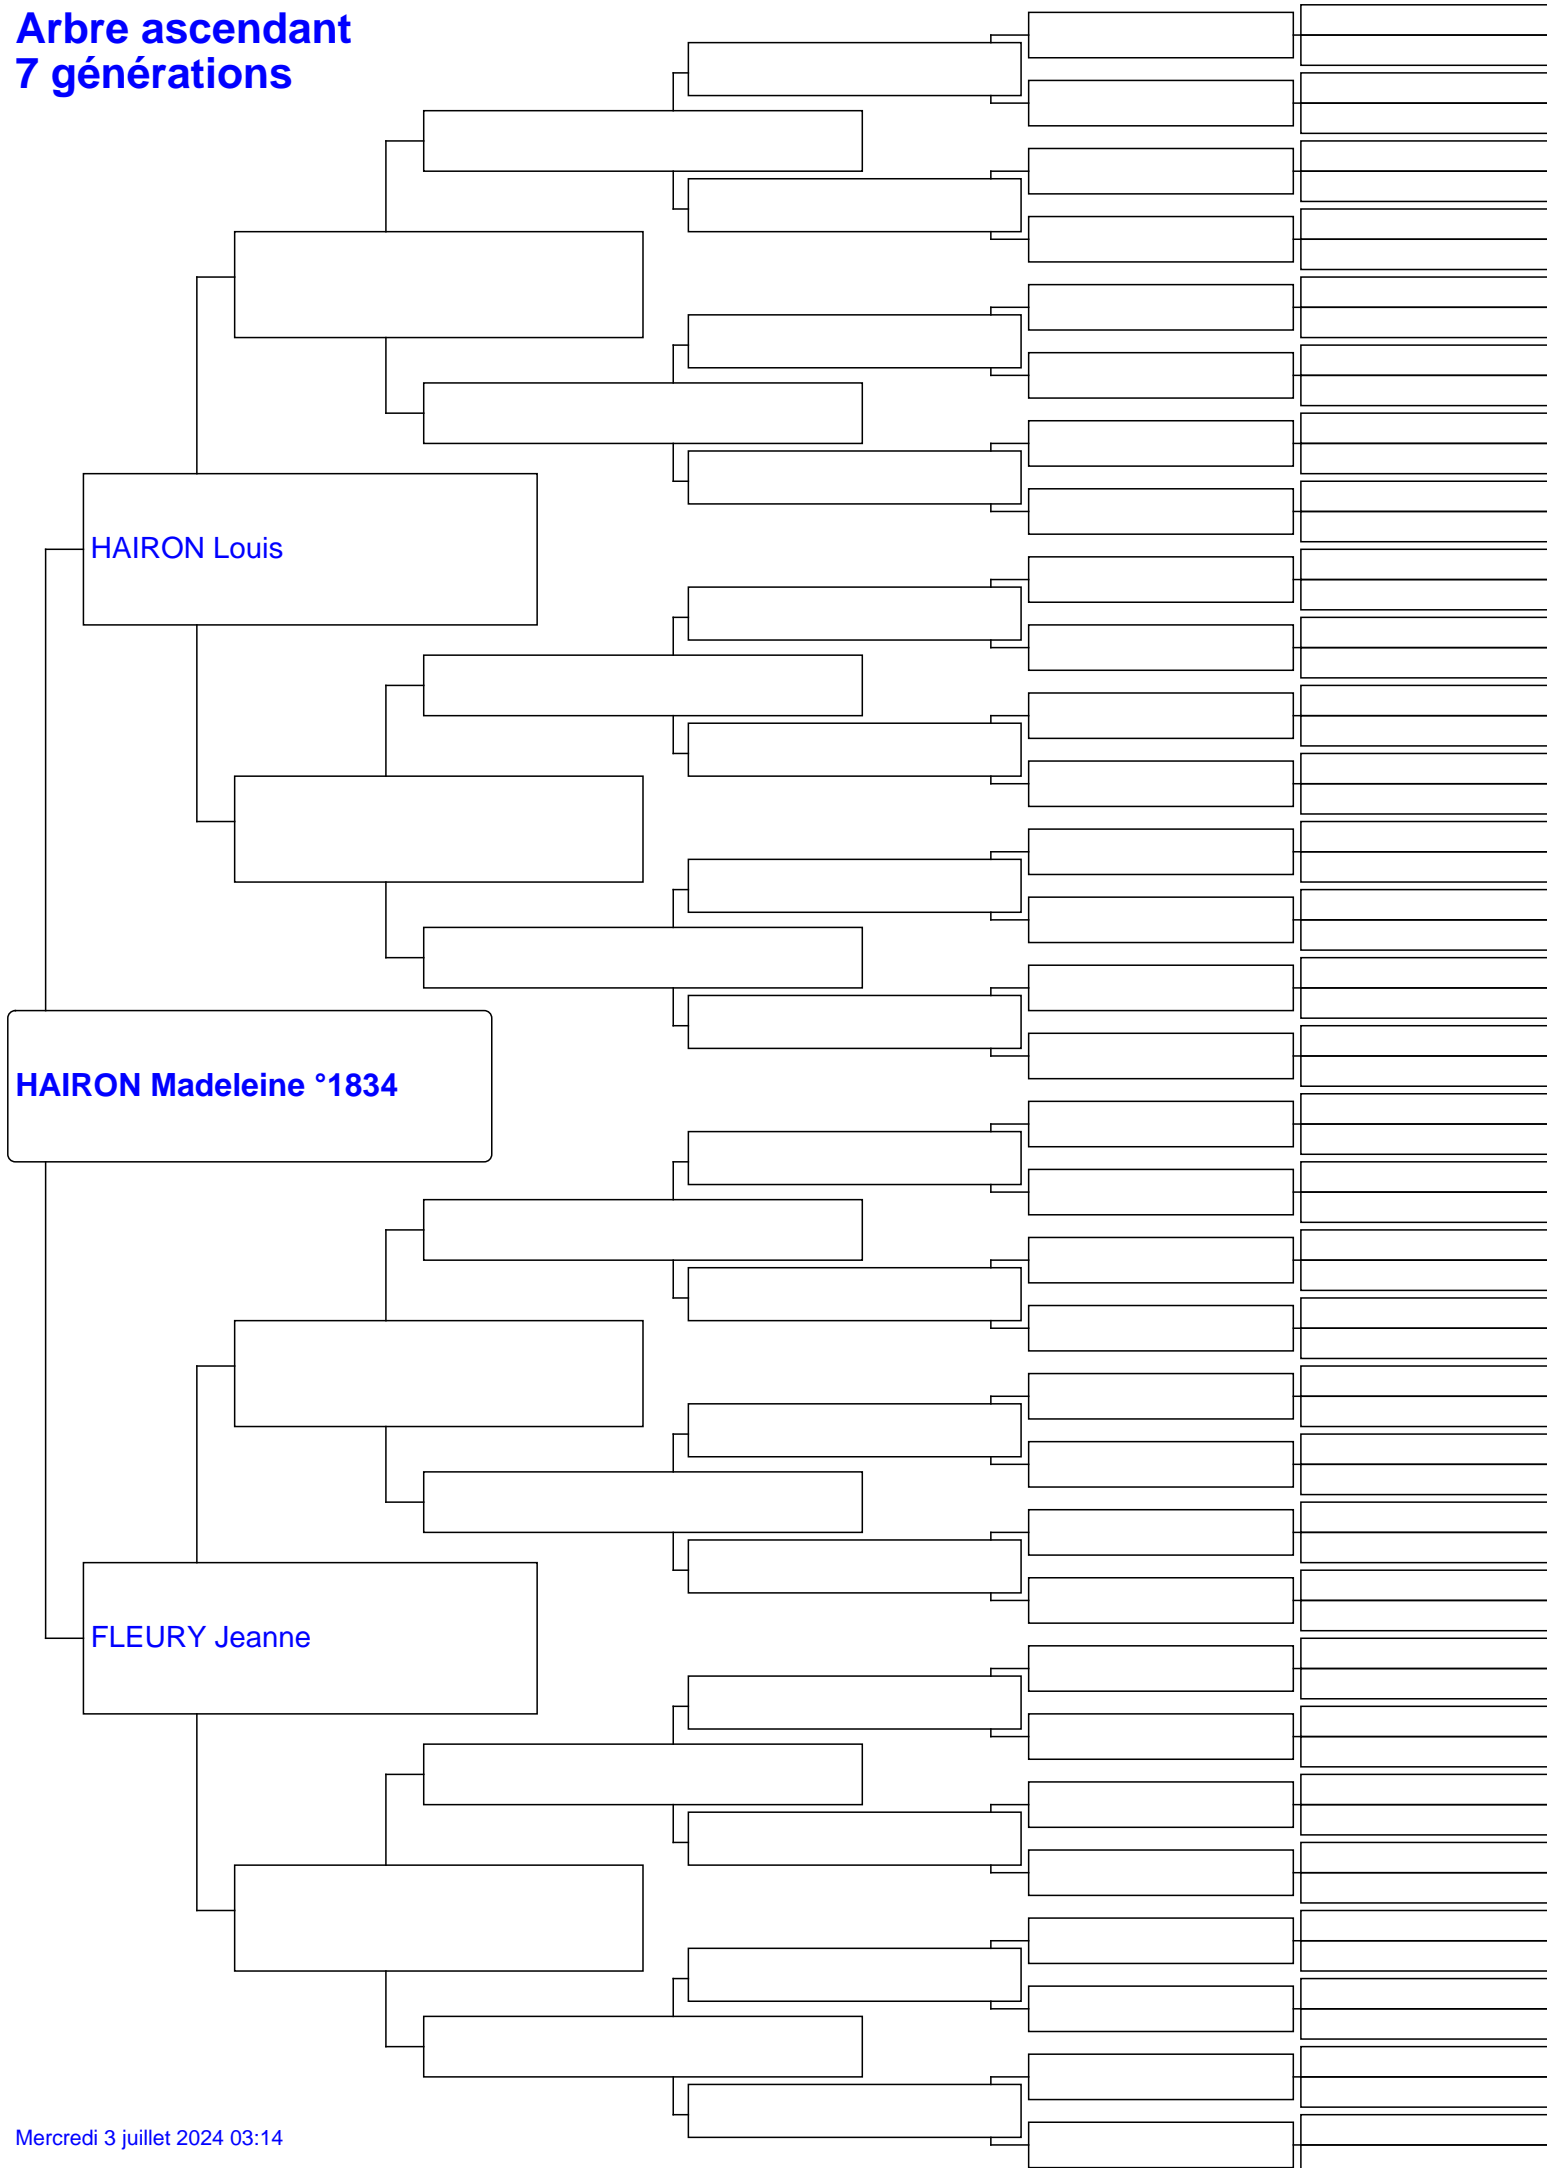 Arbre ascendant
7 générations
HAIRON Louis
HAIRON Madeleine °1834
FLEURY Jeanne
Mercredi 3 juillet 2024 03:14